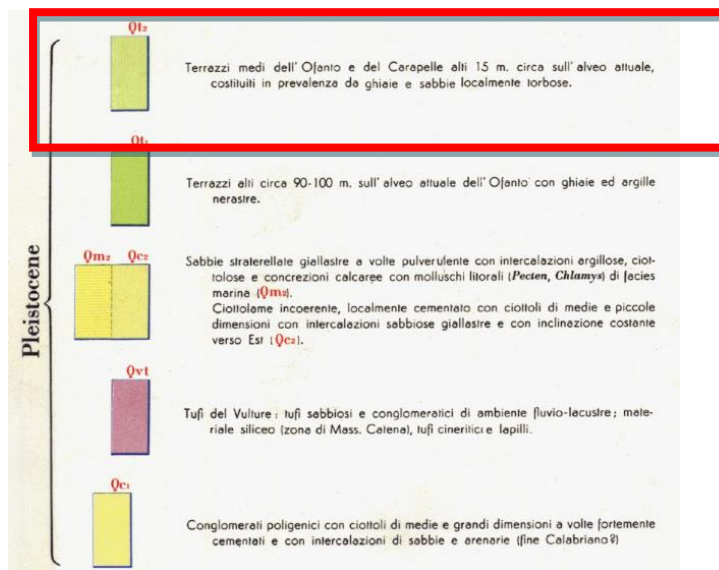 Qt₂
Terrazzi medi dell'Ofanto e del Carapelle alti 15 m. circa sull'alveo attuale,
costituiti in prevalenza da ghiaie e sabbie localmente torbose.
Qt₁
Terrazzi alti circa 90-100 m. sull'alveo attuale dell'Ofanto con ghiaie ed argille
nerastre.
Pleistocene
Qm₂ Qc₂
Sabbie straterellate giallastre a volte pulverulente con intercalazioni argillose, ciot-
tolose e concrezioni calcaree con molluschi litorali (Pecten, Chlamys) di facies
marina (Qm₂).
Ciottolame incoerente, localmente cementato con ciottoli di medie e piccole
dimensioni con intercalazioni sabbiose giallastre e con inclinazione costante
verso Est (Qc₂).
Qvt
Tufi del Vulture: tufi sabbiosi e conglomeratici di ambiente fluvio-lacustre; mate-
riale siliceo (zona di Mass. Catena), tufi cineritici e lapilli.
Qc₁
Conglomerati poligenici con ciottoli di medie e grandi dimensioni a volte fortemente
cementati e con intercalazioni di sabbie e arenarie (fine Calabriano?)